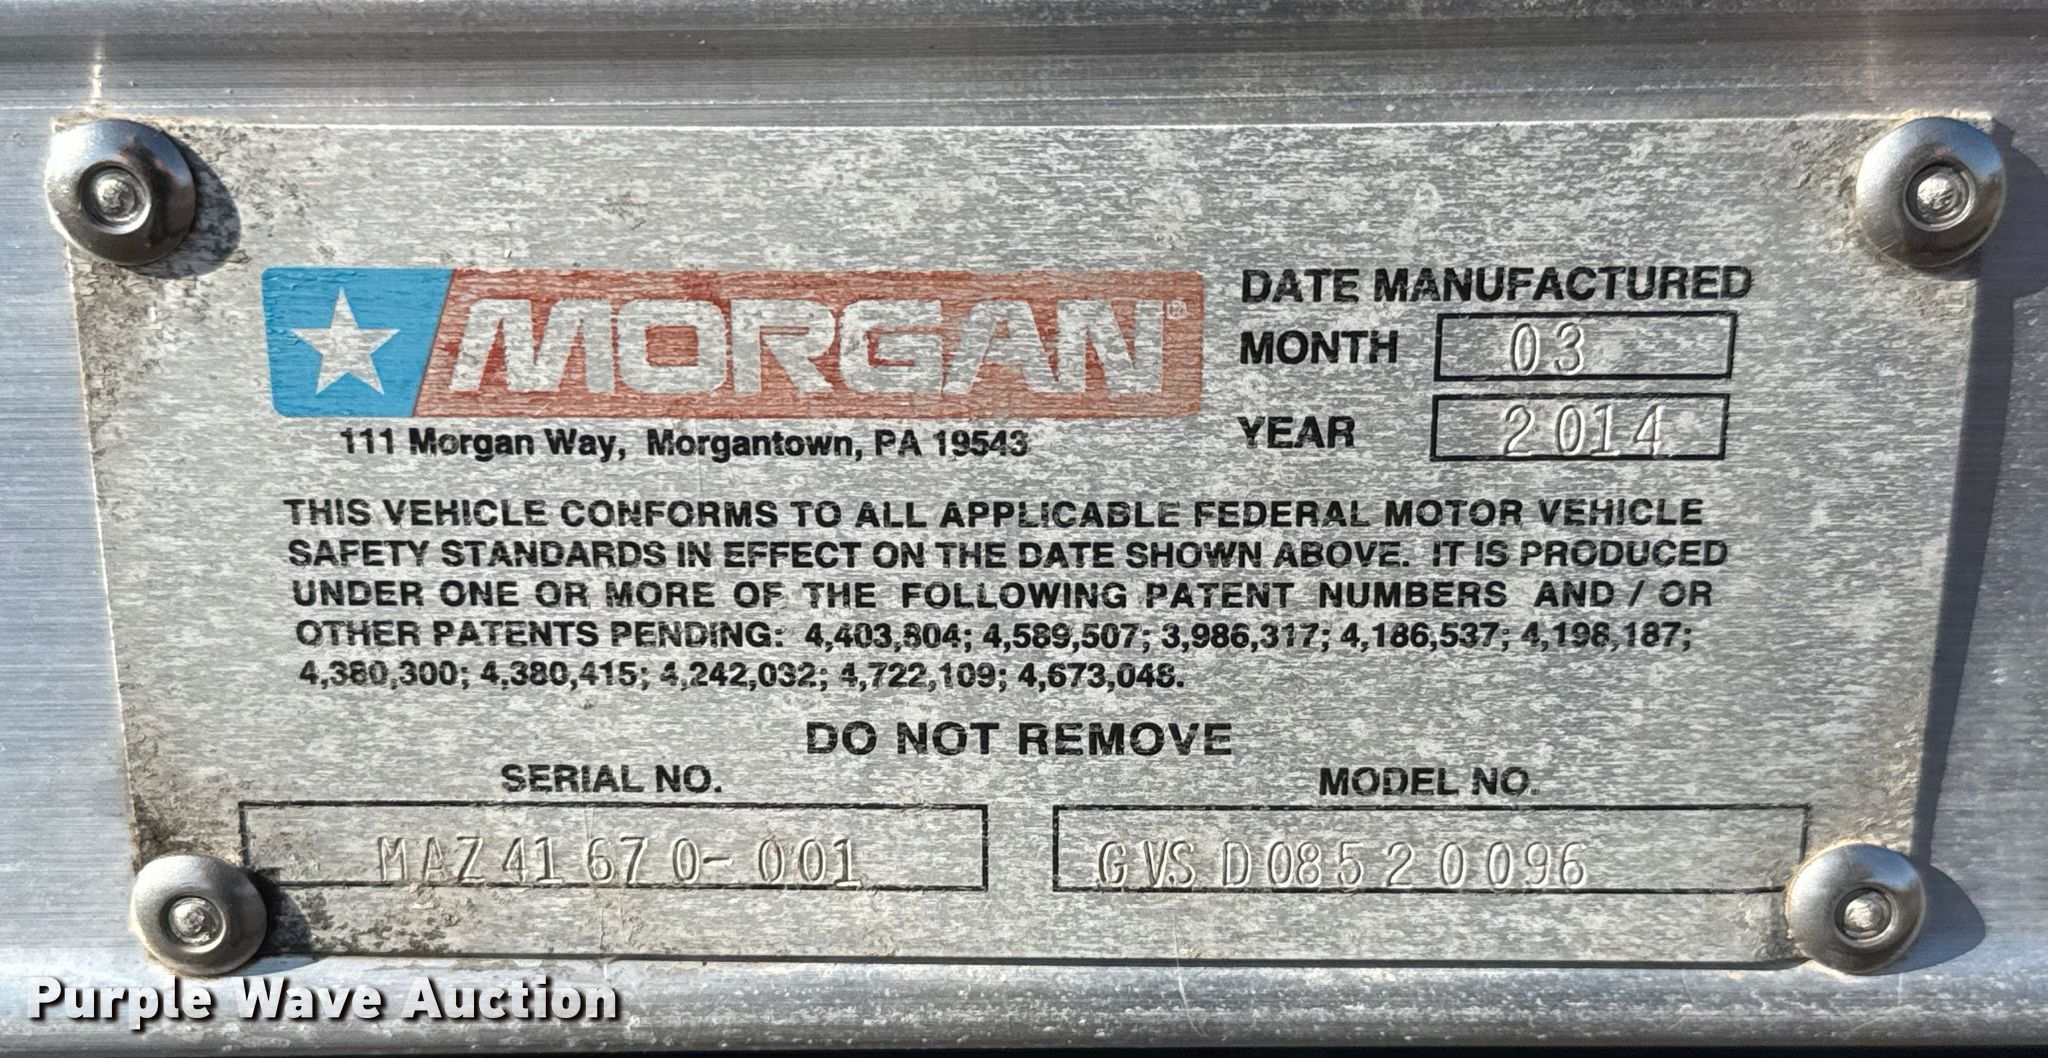 MORGAN®
111 Morgan Way, Morgantown, PA 19543
DATE MANUFACTURED
MONTH 03
YEAR 2014
THIS VEHICLE CONFORMS TO ALL APPLICABLE FEDERAL MOTOR VEHICLE
SAFETY STANDARDS IN EFFECT ON THE DATE SHOWN ABOVE. IT IS PRODUCED
UNDER ONE OR MORE OF THE FOLLOWING PATENT NUMBERS AND / OR
OTHER PATENTS PENDING: 4,403,804; 4,589,507; 3,986,317; 4,186,537; 4,198,187;
4,380,300; 4,380,415; 4,242,032; 4,722,109; 4,673,048.
DO NOT REMOVE
SERIAL NO. MODEL NO.
MAZ41670-001 GVSD08520096
Purple Wave Auction